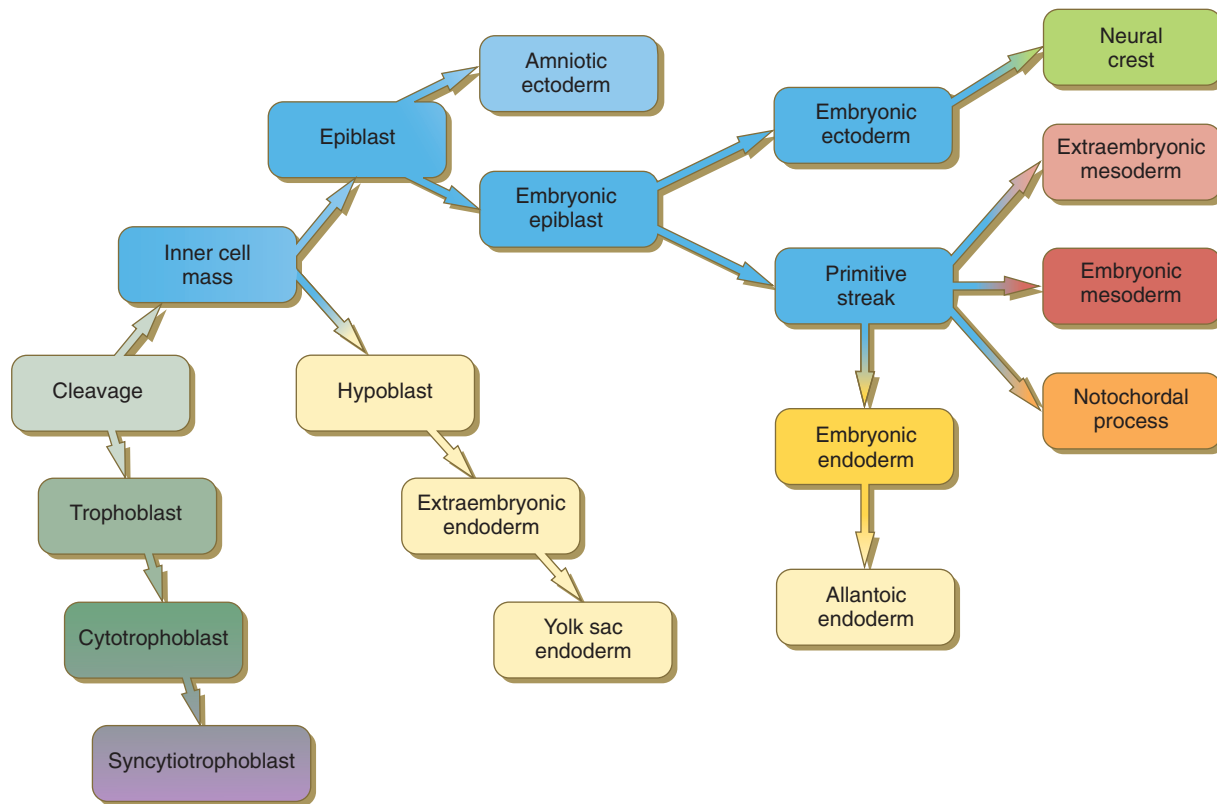 Neural
crest
Amniotic
ectoderm
Epiblast
Embryonic
ectoderm
Extraembryonic
mesoderm
Embryonic
epiblast
Inner cell
mass
Primitive
streak
Embryonic
mesoderm
Cleavage
Hypoblast
Notochordal
process
Embryonic
endoderm
Trophoblast
Extraembryonic
endoderm
Allantoic
endoderm
Cytotrophoblast
Yolk sac
endoderm
Syncytiotrophoblast